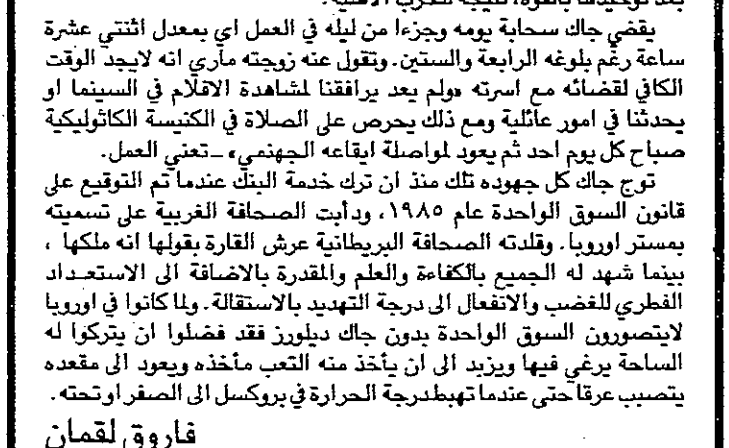 بعد توحيدها بالقوة، نتيجة للحرب الاهلية.
يقضي جاك سحابة يومه وجزءا من ليله في العمل اي بمعدل اثنتي عشرة
ساعة رغم بلوغه الرابعة والستين. وتقول عنه زوجته ماري انه لايجد الوقت
الكافي لقضائه مع اسرته «ولم يعد يرافقنا لمشاهدة الافلام في السينما او
يحدثنا في امور عائلية ومع ذلك يحرص على الصلاة في الكنيسة الكاثوليكية
صباح كل يوم احد ثم يعود لمواصلة ايقاعه الجهنمي» ـ تعني العمل.
توج جاك كل جهوده تلك منذ ان ترك خدمة البنك عندما تم التوقيع على
قانون السوق الواحدة عام ١٩٨٥، ودأبت الصحافة الغربية على تسميته
بمستر اوروبا. وقلدته الصحافة البريطانية عرش القارة بقولها انه ملكها ،
بينما شهد له الجميع بالكفاءة والعلم والمقدرة بالاضافة الى الاستعداد
الفطري للغضب والانفعال الى درجة التهديد بالاستقالة. ولما كانوا في اوروبا
لايتصورون السوق الواحدة بدون جاك ديلورز فقد فضلوا ان يتركوا له
الساحة يرغي فيها ويزبد الى ان يأخذ منه التعب مأخذه ويعود الى مقعده
يتصبب عرقا حتى عندما تهبط درجة الحرارة في بروكسل الى الصفر او تحته.
فاروق لقمان